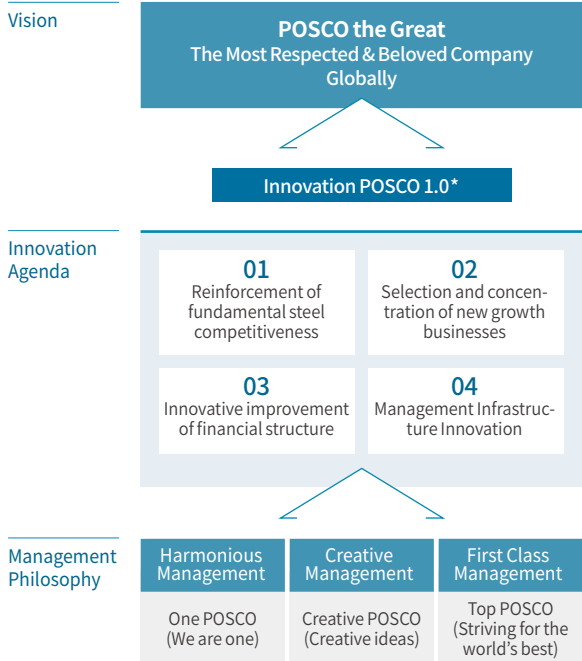 Vision
POSCO the Great
The Most Respected & Beloved Company
Globally
Innovation POSCO 1.0*
Innovation
Agenda
01
Reinforcement of
fundamental steel
competitiveness
02
Selection and concen-
tration of new growth
businesses
03
Innovative improvement
of financial structure
04
Management Infrastruc-
ture Innovation
Management
Philosophy
Harmonious
Management
One POSCO
(We are one)
Creative
Management
Creative POSCO
(Creative ideas)
First Class
Management
Top POSCO
(Striving for the
world's best)